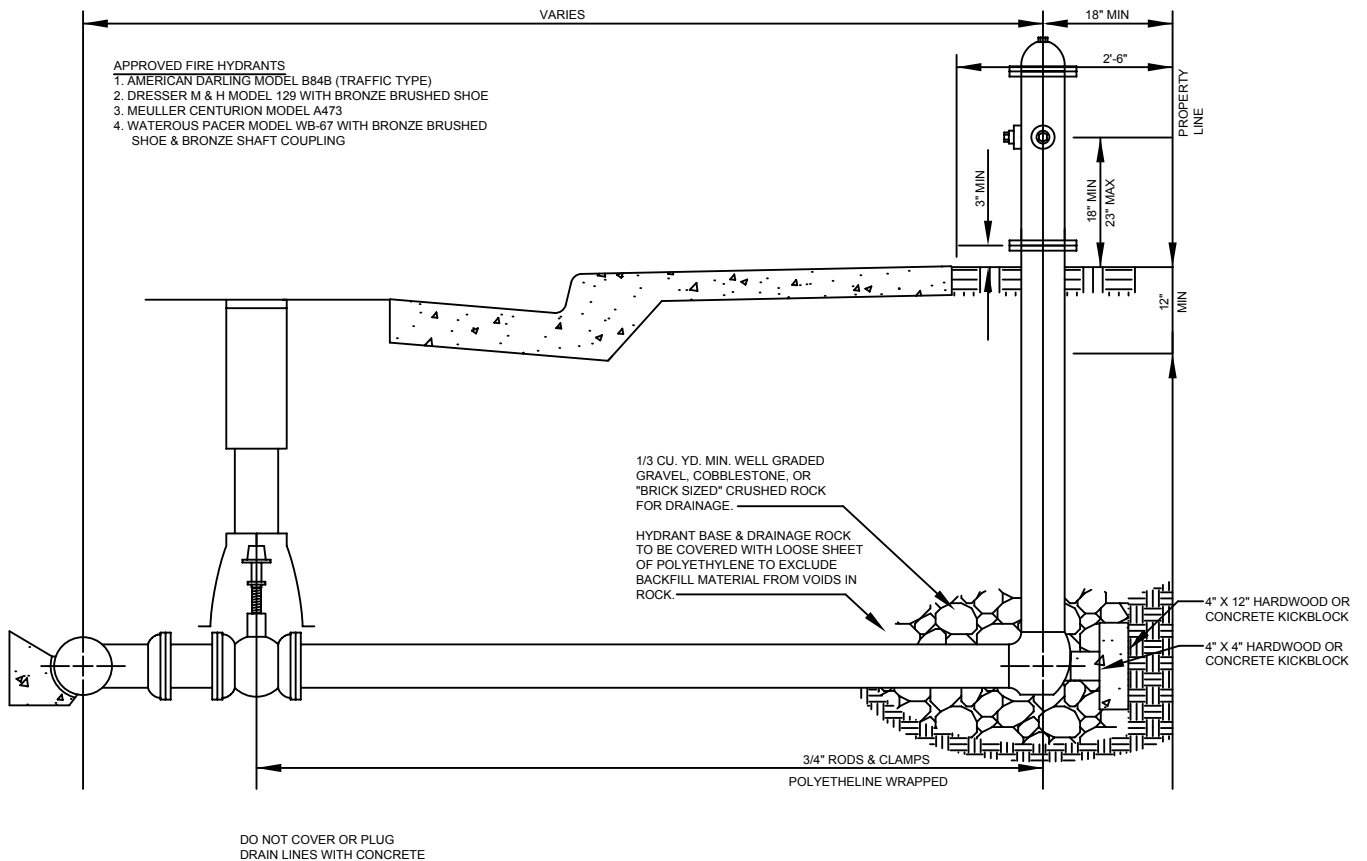 VARIES
18" MIN
2'-6"
APPROVED FIRE HYDRANTS
1. AMERICAN DARLING MODEL B84B (TRAFFIC TYPE)
2. DRESSER M & H MODEL 129 WITH BRONZE BRUSHED SHOE
3. MEULLER CENTURION MODEL A473
4. WATEROUS PACER MODEL WB-67 WITH BRONZE BRUSHED
SHOE & BRONZE SHAFT COUPLING
PROPERTY
LINE
3" MIN
18" MIN
23" MAX
12"
MIN
1/3 CU. YD. MIN. WELL GRADED
GRAVEL, COBBLESTONE, OR
"BRICK SIZED" CRUSHED ROCK
FOR DRAINAGE.
HYDRANT BASE & DRAINAGE ROCK
TO BE COVERED WITH LOOSE SHEET
OF POLYETHYLENE TO EXCLUDE
BACKFILL MATERIAL FROM VOIDS IN
ROCK.
4" X 12" HARDWOOD OR
CONCRETE KICKBLOCK
4" X 4" HARDWOOD OR
CONCRETE KICKBLOCK
3/4" RODS & CLAMPS
POLYETHELINE WRAPPED
DO NOT COVER OR PLUG
DRAIN LINES WITH CONCRETE